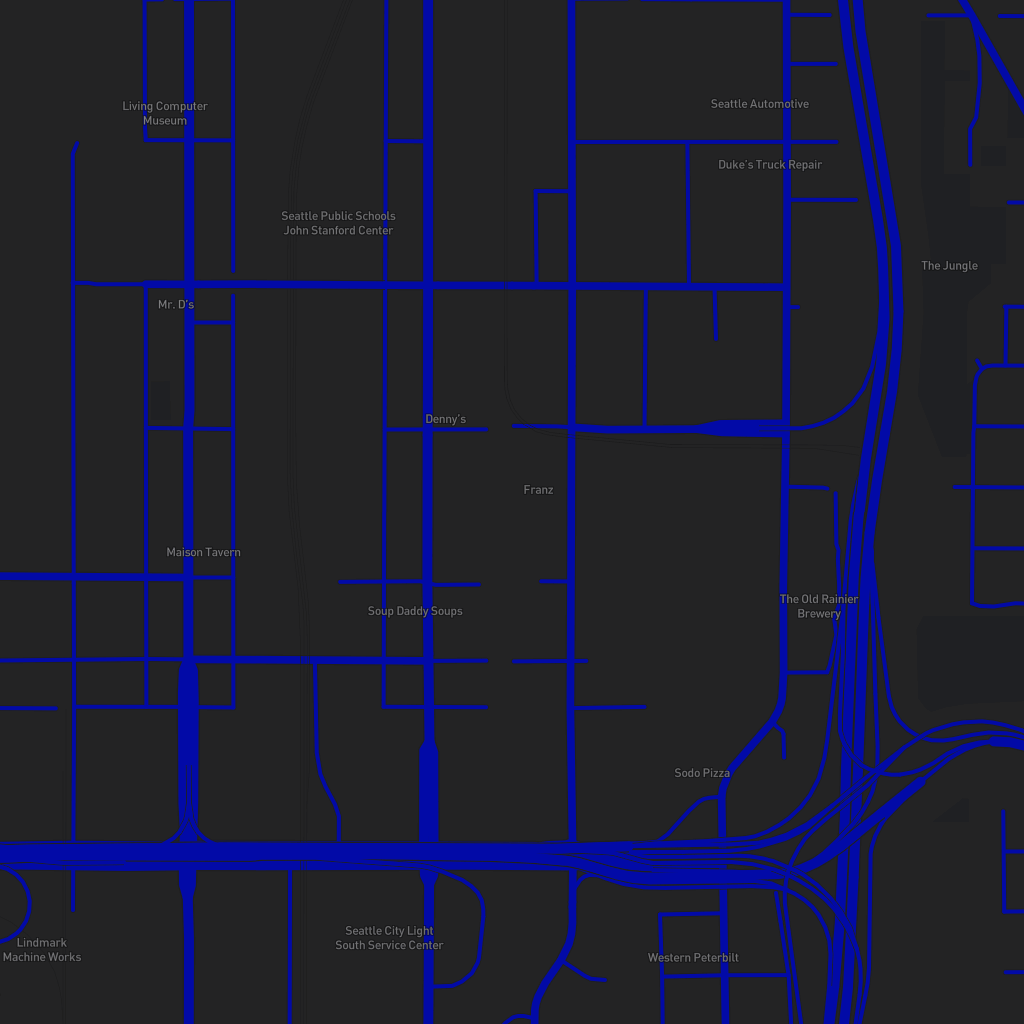 Living Computer
Museum
Seattle Automotive
Duke's Truck Repair
Seattle Public Schools
John Stanford Center
The Jungle
Mr. D's
Denny's
Franz
Maison Tavern
The Old Rainier
Brewery
Soup Daddy Soups
Sodo Pizza
Seattle City Light
South Service Center
Lindmark
Machine Works
Western Peterbilt